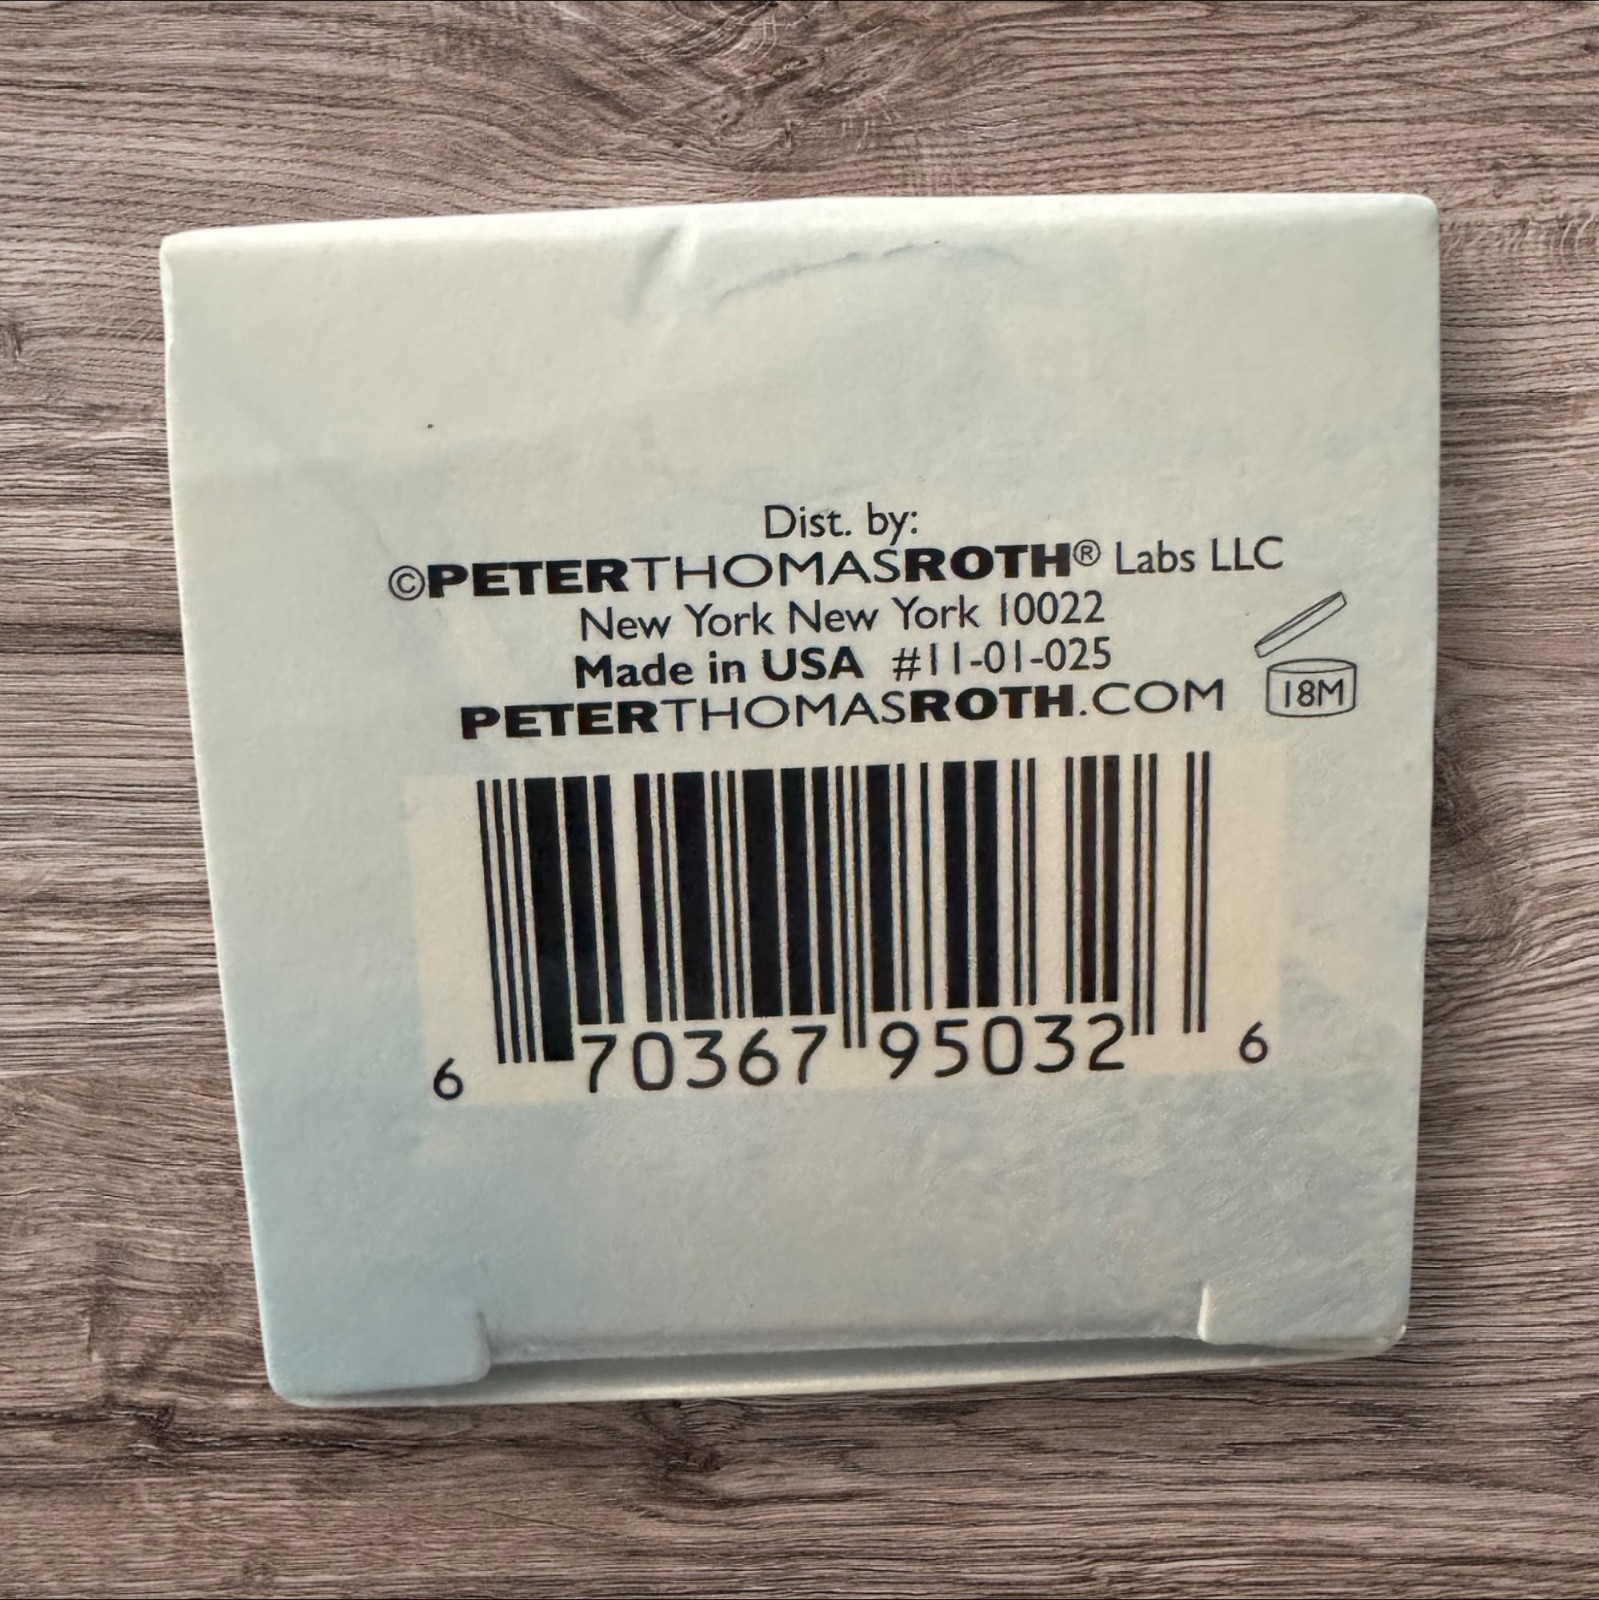 Dist. by:
©PETERTHOMASROTH® Labs LLC
New York New York 10022
Made in USA #11-01-025
PETERTHOMASROTH.COM
18M
6 70367 95032 6